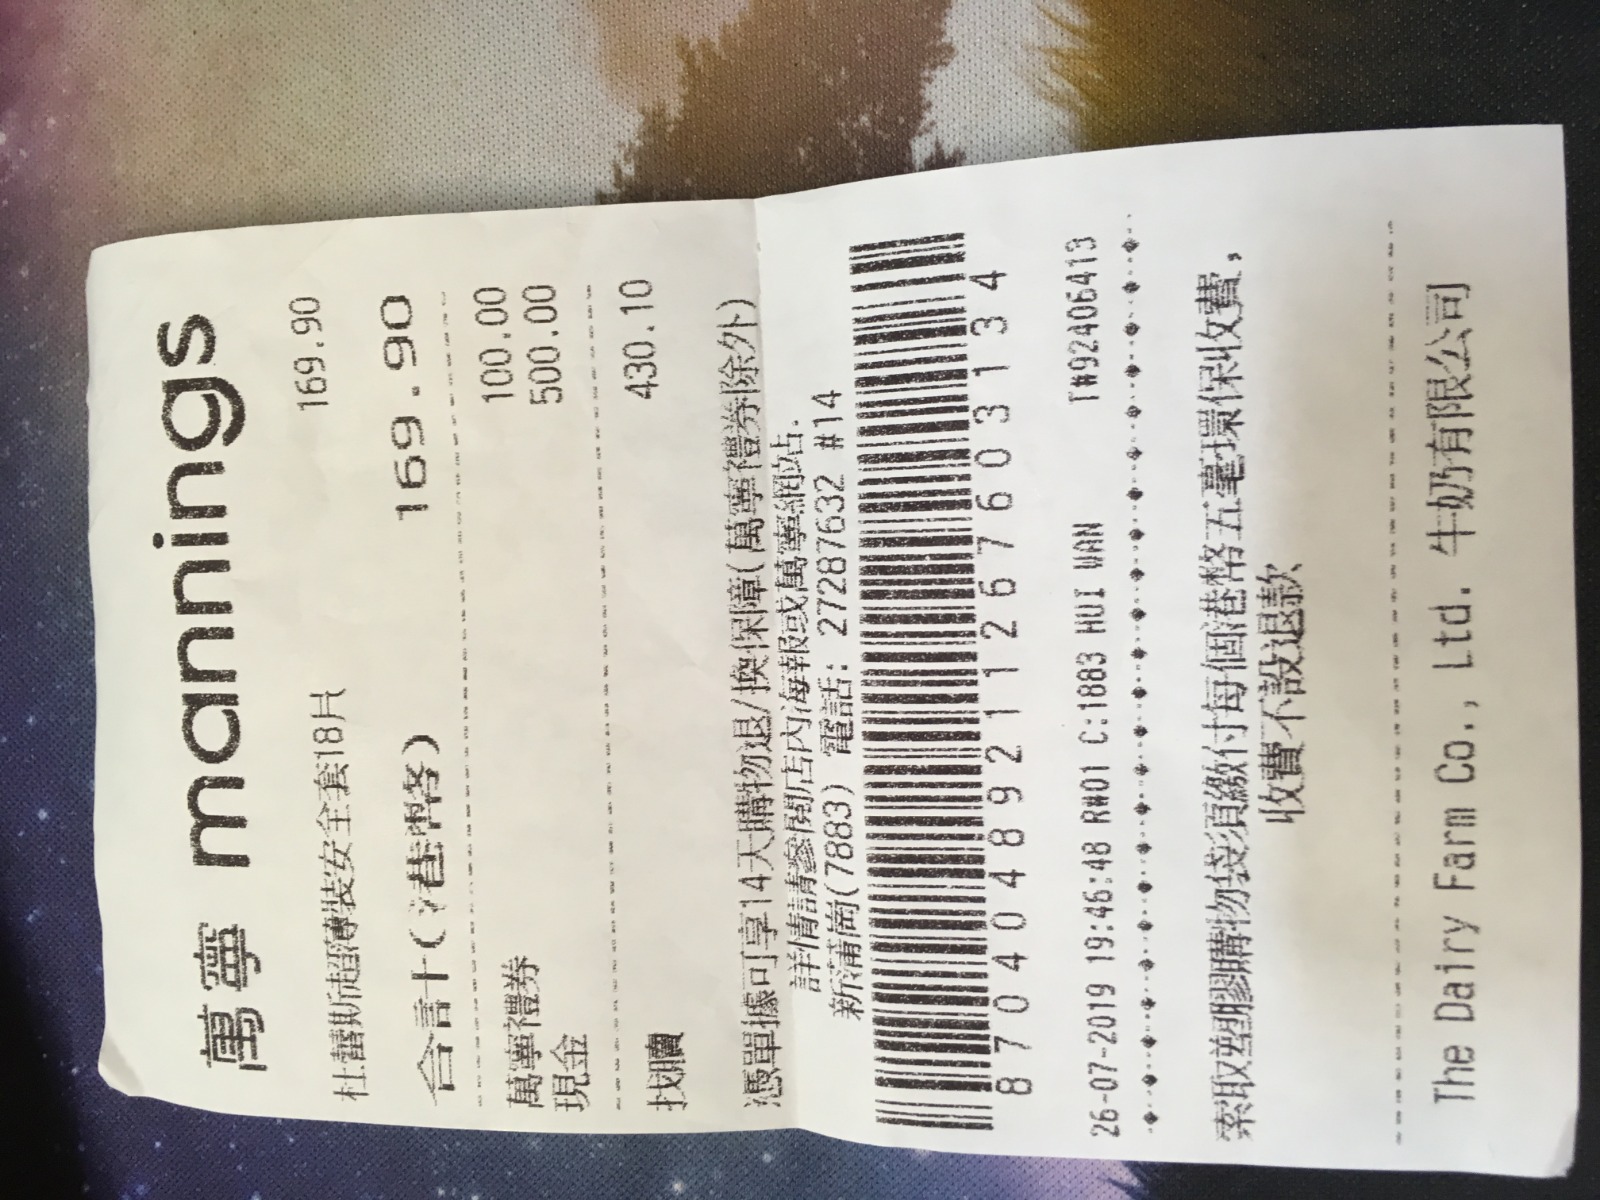 萬寧 mannings
杜蕾斯超薄裝安全套18片 169.90
合計(港幣) 169.90
萬寧禮券 100.00
現金 500.00
找贖 430.10
憑單據可享14天購物退/換保障(萬寧禮券除外)
詳情請參閱店內海報或萬寧網站.
新蒲崗(7883) 電話: 27287632 #14
87040489211267603134
26-07-2019 19:46:48 R#01 C:1883 HUI WAN T#92406413
索取塑膠購物袋須繳付每個港幣五毫環保收費,
收費不設退款
The Dairy Farm Co., Ltd. 牛奶有限公司